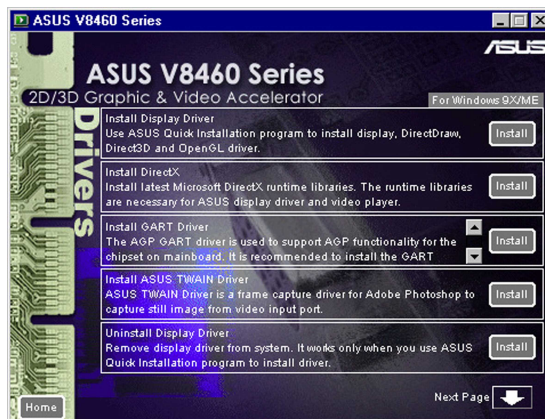 ASUS V8460 Series
ASUS
ASUS V8460 Series
2D/3D Graphic & Video Accelerator
For Windows 9X/ME
Drivers
Install Display Driver
Use ASUS Quick Installation program to install display, DirectDraw,
Direct3D and OpenGL driver.
Install
Install DirectX
Install latest Microsoft DirectX runtime libraries. The runtime libraries
are necessary for ASUS display driver and video player.
Install
Install GART Driver
The AGP GART driver is used to support AGP functionality for the
chipset on mainboard. It is recommended to install the GART
Install
Install ASUS TWAIN Driver
ASUS TWAIN Driver is a frame capture driver for Adobe Photoshop to
capture still image from video input port.
Install
Uninstall Display Driver
Remove display driver from system. It works only when you use ASUS
Quick Installation program to install driver.
Install
Next Page
Home